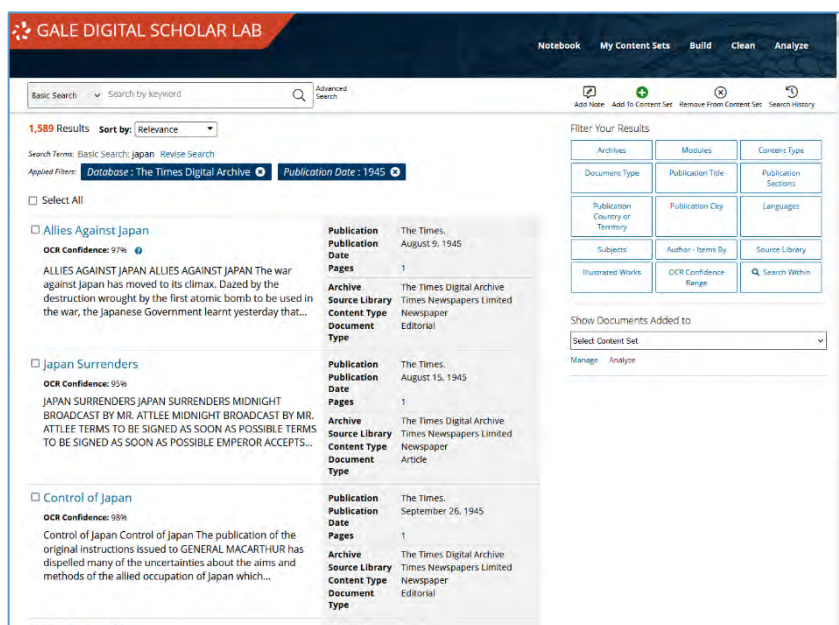 GALE DIGITAL SCHOLAR LAB
Notebook My Content Sets Build Clean Analyze
Basic Search Search by keyword
Advanced
Search
Add Note Add To Content Set Remove From Content Set Search History
1,589 Results Sort by: Relevance
Search Terms: Basic Search: japan Revise Search
Applied Filters: Database : The Times Digital Archive Publication Date : 1945
Select All
Allies Against Japan
OCR Confidence: 97% ?
ALLIES AGAINST JAPAN ALLIES AGAINST JAPAN The war
against Japan has moved to its climax. Dazed by the
destruction wrought by the first atomic bomb to be used in
the war, the Japanese Government learnt yesterday that...
Publication The Times.
Publication August 9, 1945
Date
Pages 1
Archive The Times Digital Archive
Source Library Times Newspapers Limited
Content Type Newspaper
Document Editorial
Type
Japan Surrenders
OCR Confidence: 95%
JAPAN SURRENDERS JAPAN SURRENDERS MIDNIGHT
BROADCAST BY MR. ATTLEE MIDNIGHT BROADCAST BY MR.
ATTLEE TERMS TO BE SIGNED AS SOON AS POSSIBLE TERMS
TO BE SIGNED AS SOON AS POSSIBLE EMPEROR ACCEPTS...
Publication The Times.
Publication August 15, 1945
Date
Pages 1
Archive The Times Digital Archive
Source Library Times Newspapers Limited
Content Type Newspaper
Document Article
Type
Control of Japan
OCR Confidence: 98%
Control of Japan Control of Japan The publication of the
original instructions issued to GENERAL MACARTHUR has
dispelled many of the uncertainties about the aims and
methods of the allied occupation of Japan which...
Publication The Times.
Publication September 26, 1945
Date
Pages 1
Archive The Times Digital Archive
Source Library Times Newspapers Limited
Content Type Newspaper
Document Editorial
Type
Filter Your Results
Archives Modules Content Type
Document Type Publication Title Publication
Sections
Publication
Country or
Territory
Publication City Languages
Subjects Author - Items By Source Library
Illustrated Works OCR Confidence
Range
Search Within
Show Documents Added to
Select Content Set
Manage Analyze